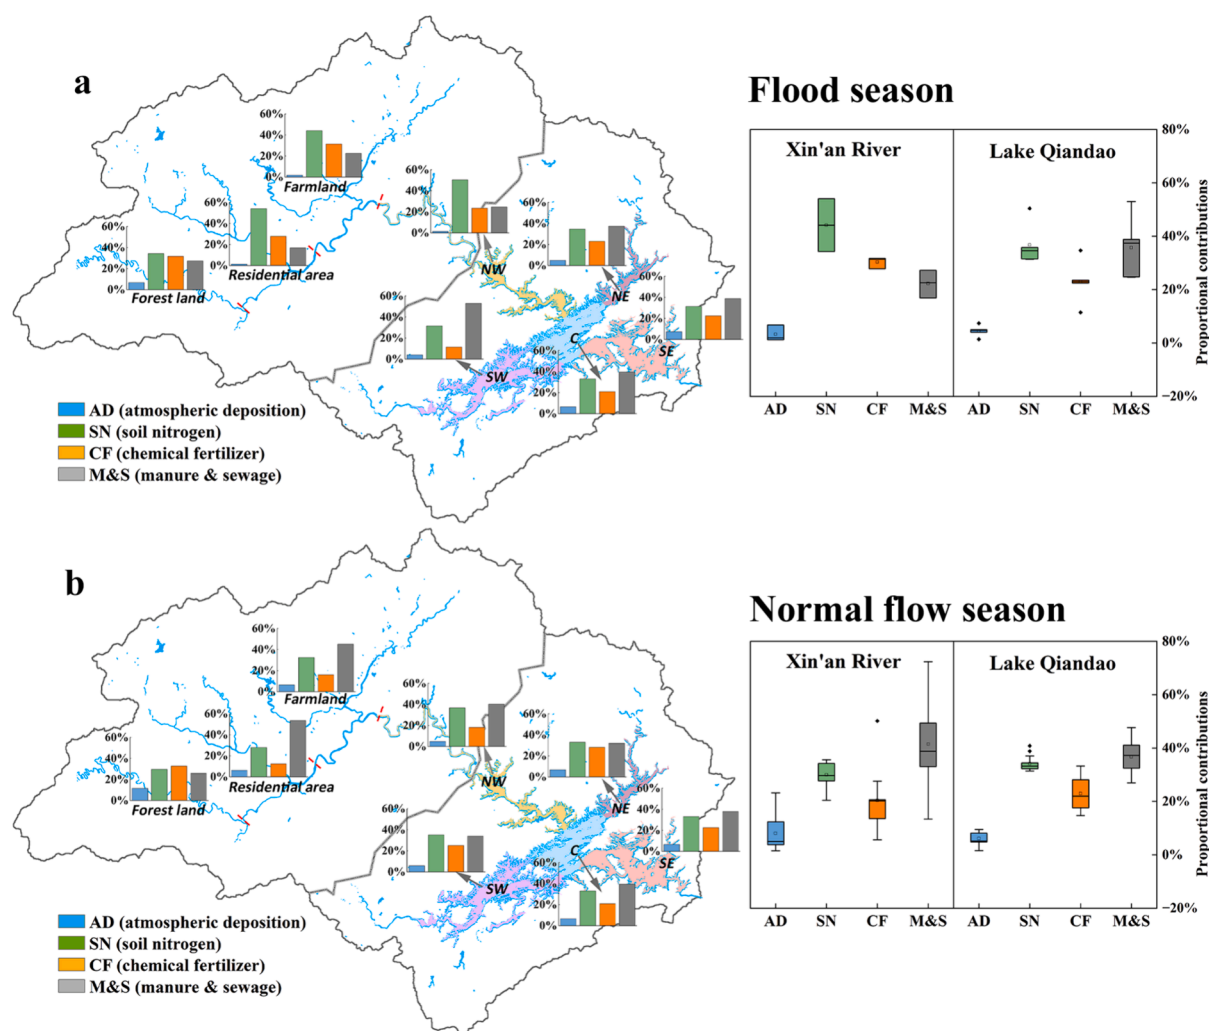 a
Flood season
60%
40%
20%
0%
Farmland
60%
40%
20%
0%
Residential area
60%
40%
20%
0%
Forest land
60%
40%
20%
0%
NW
60%
40%
20%
0%
NE
60%
40%
20%
0%
SE
60%
40%
20%
0%
SW
C
60%
40%
20%
0%
AD (atmospheric deposition)
SN (soil nitrogen)
CF (chemical fertilizer)
M&S (manure & sewage)
Xin'an River
Lake Qiandao
80%
60%
40%
20%
0%
−20%
Proportional contributions
AD SN CF M&S AD SN CF M&S
b
Normal flow season
60%
40%
20%
0%
Farmland
60%
40%
20%
0%
Residential area
60%
40%
20%
0%
Forest land
60%
40%
20%
0%
NW
60%
40%
20%
0%
NE
60%
40%
20%
0%
SE
60%
40%
20%
0%
SW
C
60%
40%
20%
0%
AD (atmospheric deposition)
SN (soil nitrogen)
CF (chemical fertilizer)
M&S (manure & sewage)
Xin'an River
Lake Qiandao
80%
60%
40%
20%
0%
−20%
Proportional contributions
AD SN CF M&S AD SN CF M&S